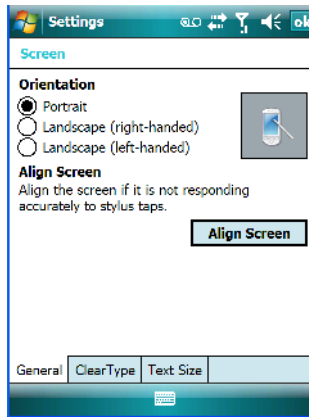 Settings
ok
Screen
Orientation
Portrait
Landscape (right-handed)
Landscape (left-handed)
Align Screen
Align the screen if it is not responding
accurately to stylus taps.
Align Screen
General ClearType Text Size